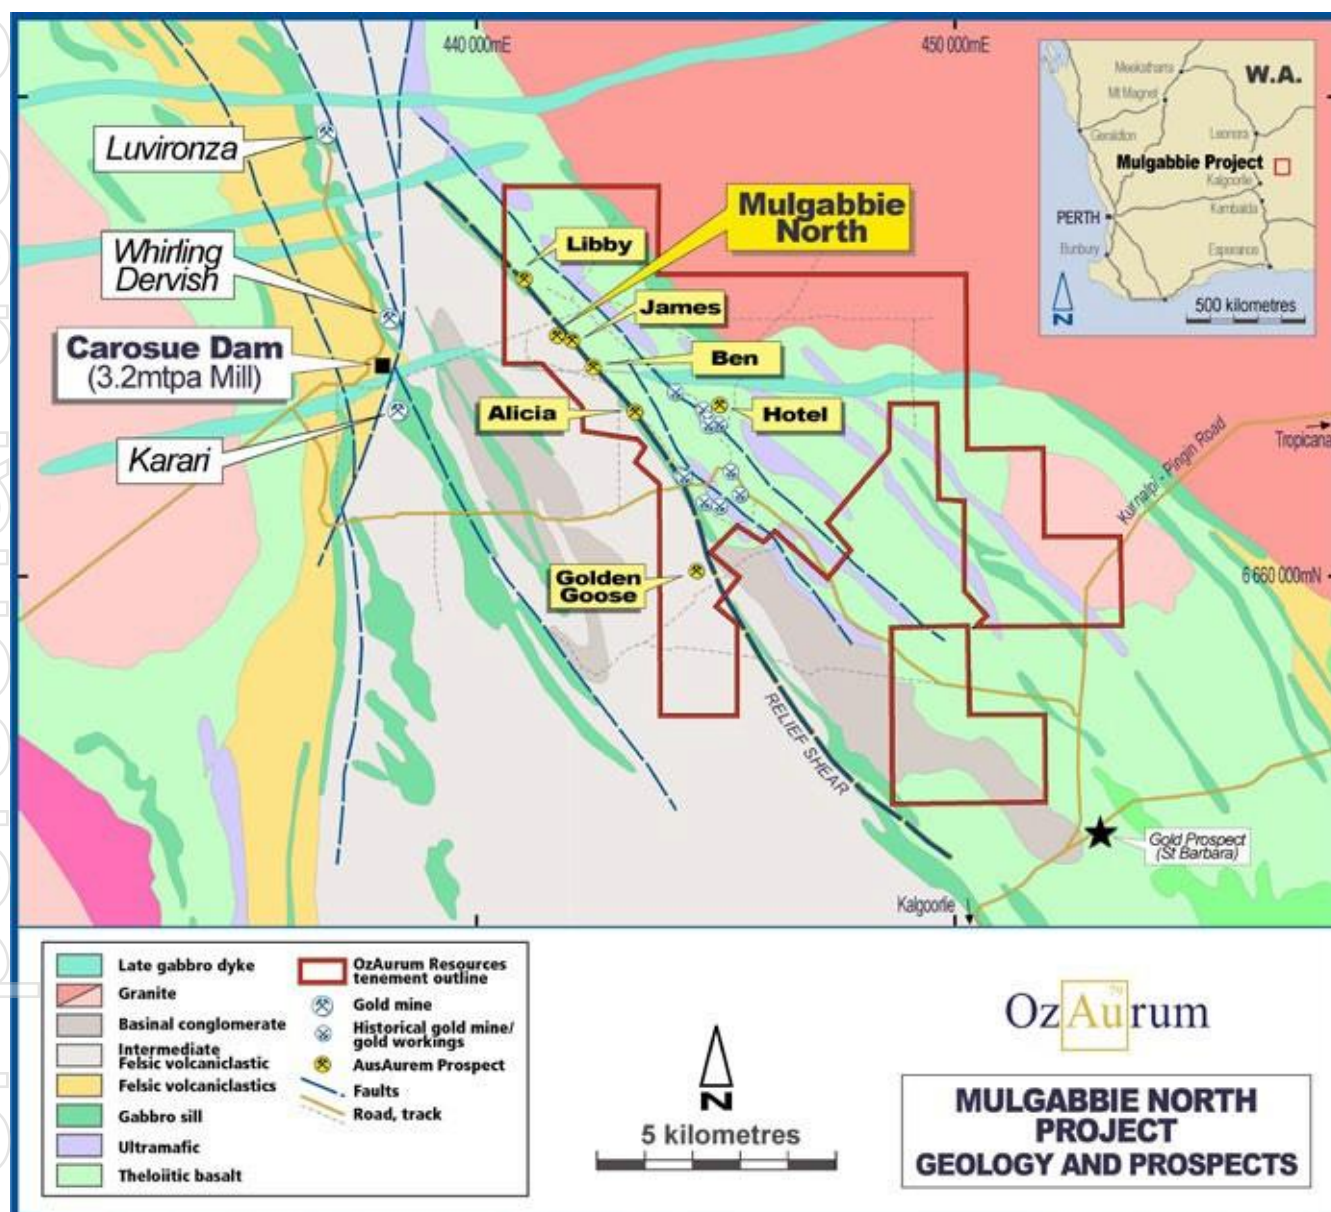 440 000mE
450 000mE
Meekatharra
W.A.
Mt Magnet
Geraldton
Leonora
Mulgabbie Project
Kalgoorlie
Kambalda
PERTH
Bunbury
Esperance
N
500 kilometres
Luvironza
Mulgabbie
North
Libby
Whirling
Dervish
James
Carosue Dam
(3.2mtpa Mill)
Ben
Alicia
Hotel
Karari
Tropicana
Kurnalpi - Pingin Road
Golden
Goose
6 660 000mN
RELIEF SHEAR
Gold Prospect
(St Barbara)
Kalgoorlie
Late gabbro dyke
Granite
Basinal conglomerate
Intermediate
Felsic volcaniclastic
Felsic volcaniclastics
Gabbro sill
Ultramafic
Theloiitic basalt
OzAurum Resources
tenement outline
Gold mine
Historical gold mine/
gold workings
AusAurem Prospect
Faults
Road, track
N
5 kilometres
79
OzAurum
MULGABBIE NORTH
PROJECT
GEOLOGY AND PROSPECTS